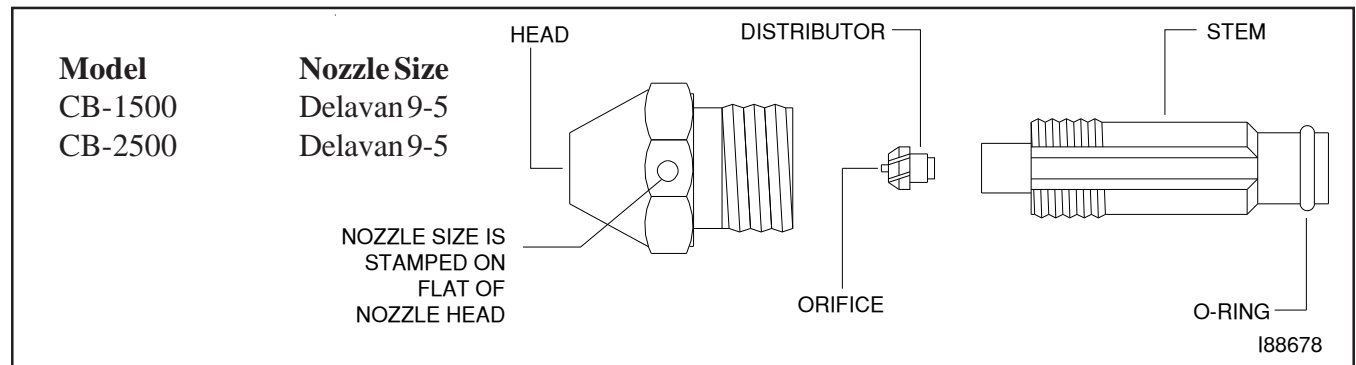 Model Nozzle Size
CB-1500 Delavan 9-5
CB-2500 Delavan 9-5
HEAD
DISTRIBUTOR
STEM
NOZZLE SIZE IS
STAMPED ON
FLAT OF
NOZZLE HEAD
ORIFICE
O-RING
I88678